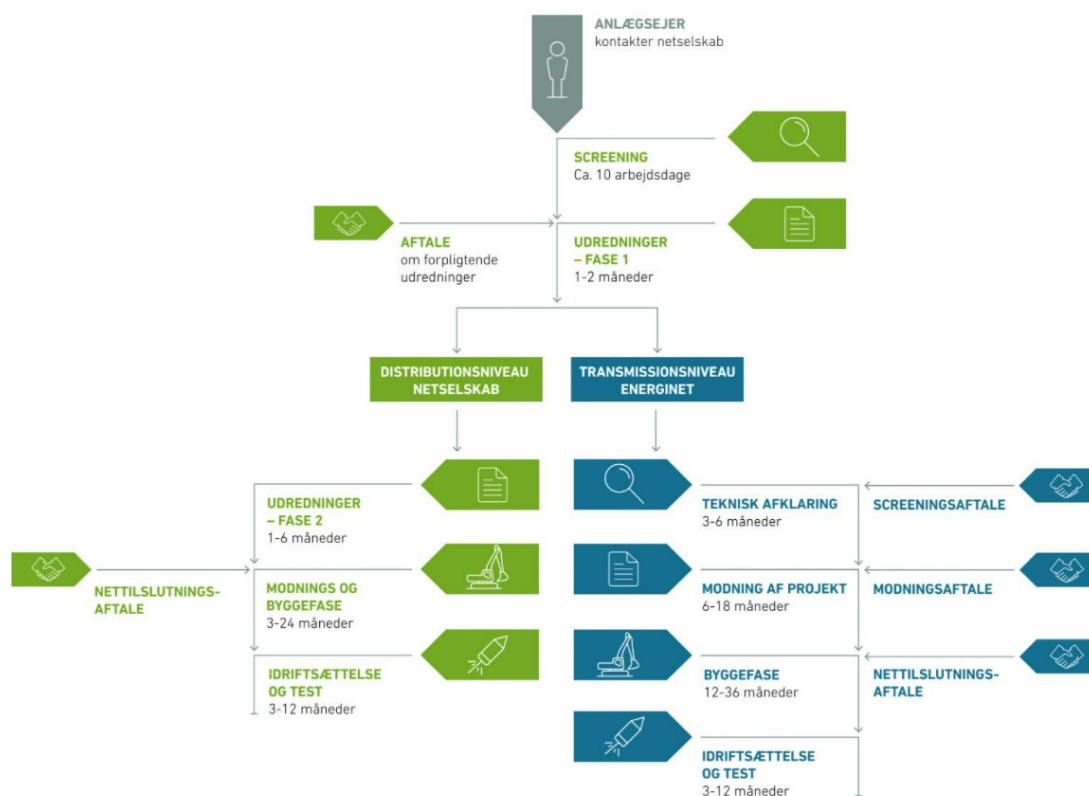 ANLÆGSEJER
kontakter netselskab
SCREENING
Ca. 10 arbejdsdage
AFTALE
om forpligtende
udredninger
UDREDNINGER
– FASE 1
1-2 måneder
DISTRIBUTIONSNIVEAU
NETSELSKAB
TRANSMISSIONSNIVEAU
ENERGINET
UDREDNINGER
– FASE 2
1-6 måneder
NETTILSLUTNINGS-
AFTALE
MODNINGS OG
BYGGEFASE
3-24 måneder
IDRIFTSÆTTELSE
OG TEST
3-12 måneder
TEKNISK AFKLARING
3-6 måneder
SCREENINGSAFTALE
MODNING AF PROJEKT
6-18 måneder
MODNINGSAFTALE
BYGGEFASE
12-36 måneder
NETTILSLUTNINGS-
AFTALE
IDRIFTSÆTTELSE
OG TEST
3-12 måneder